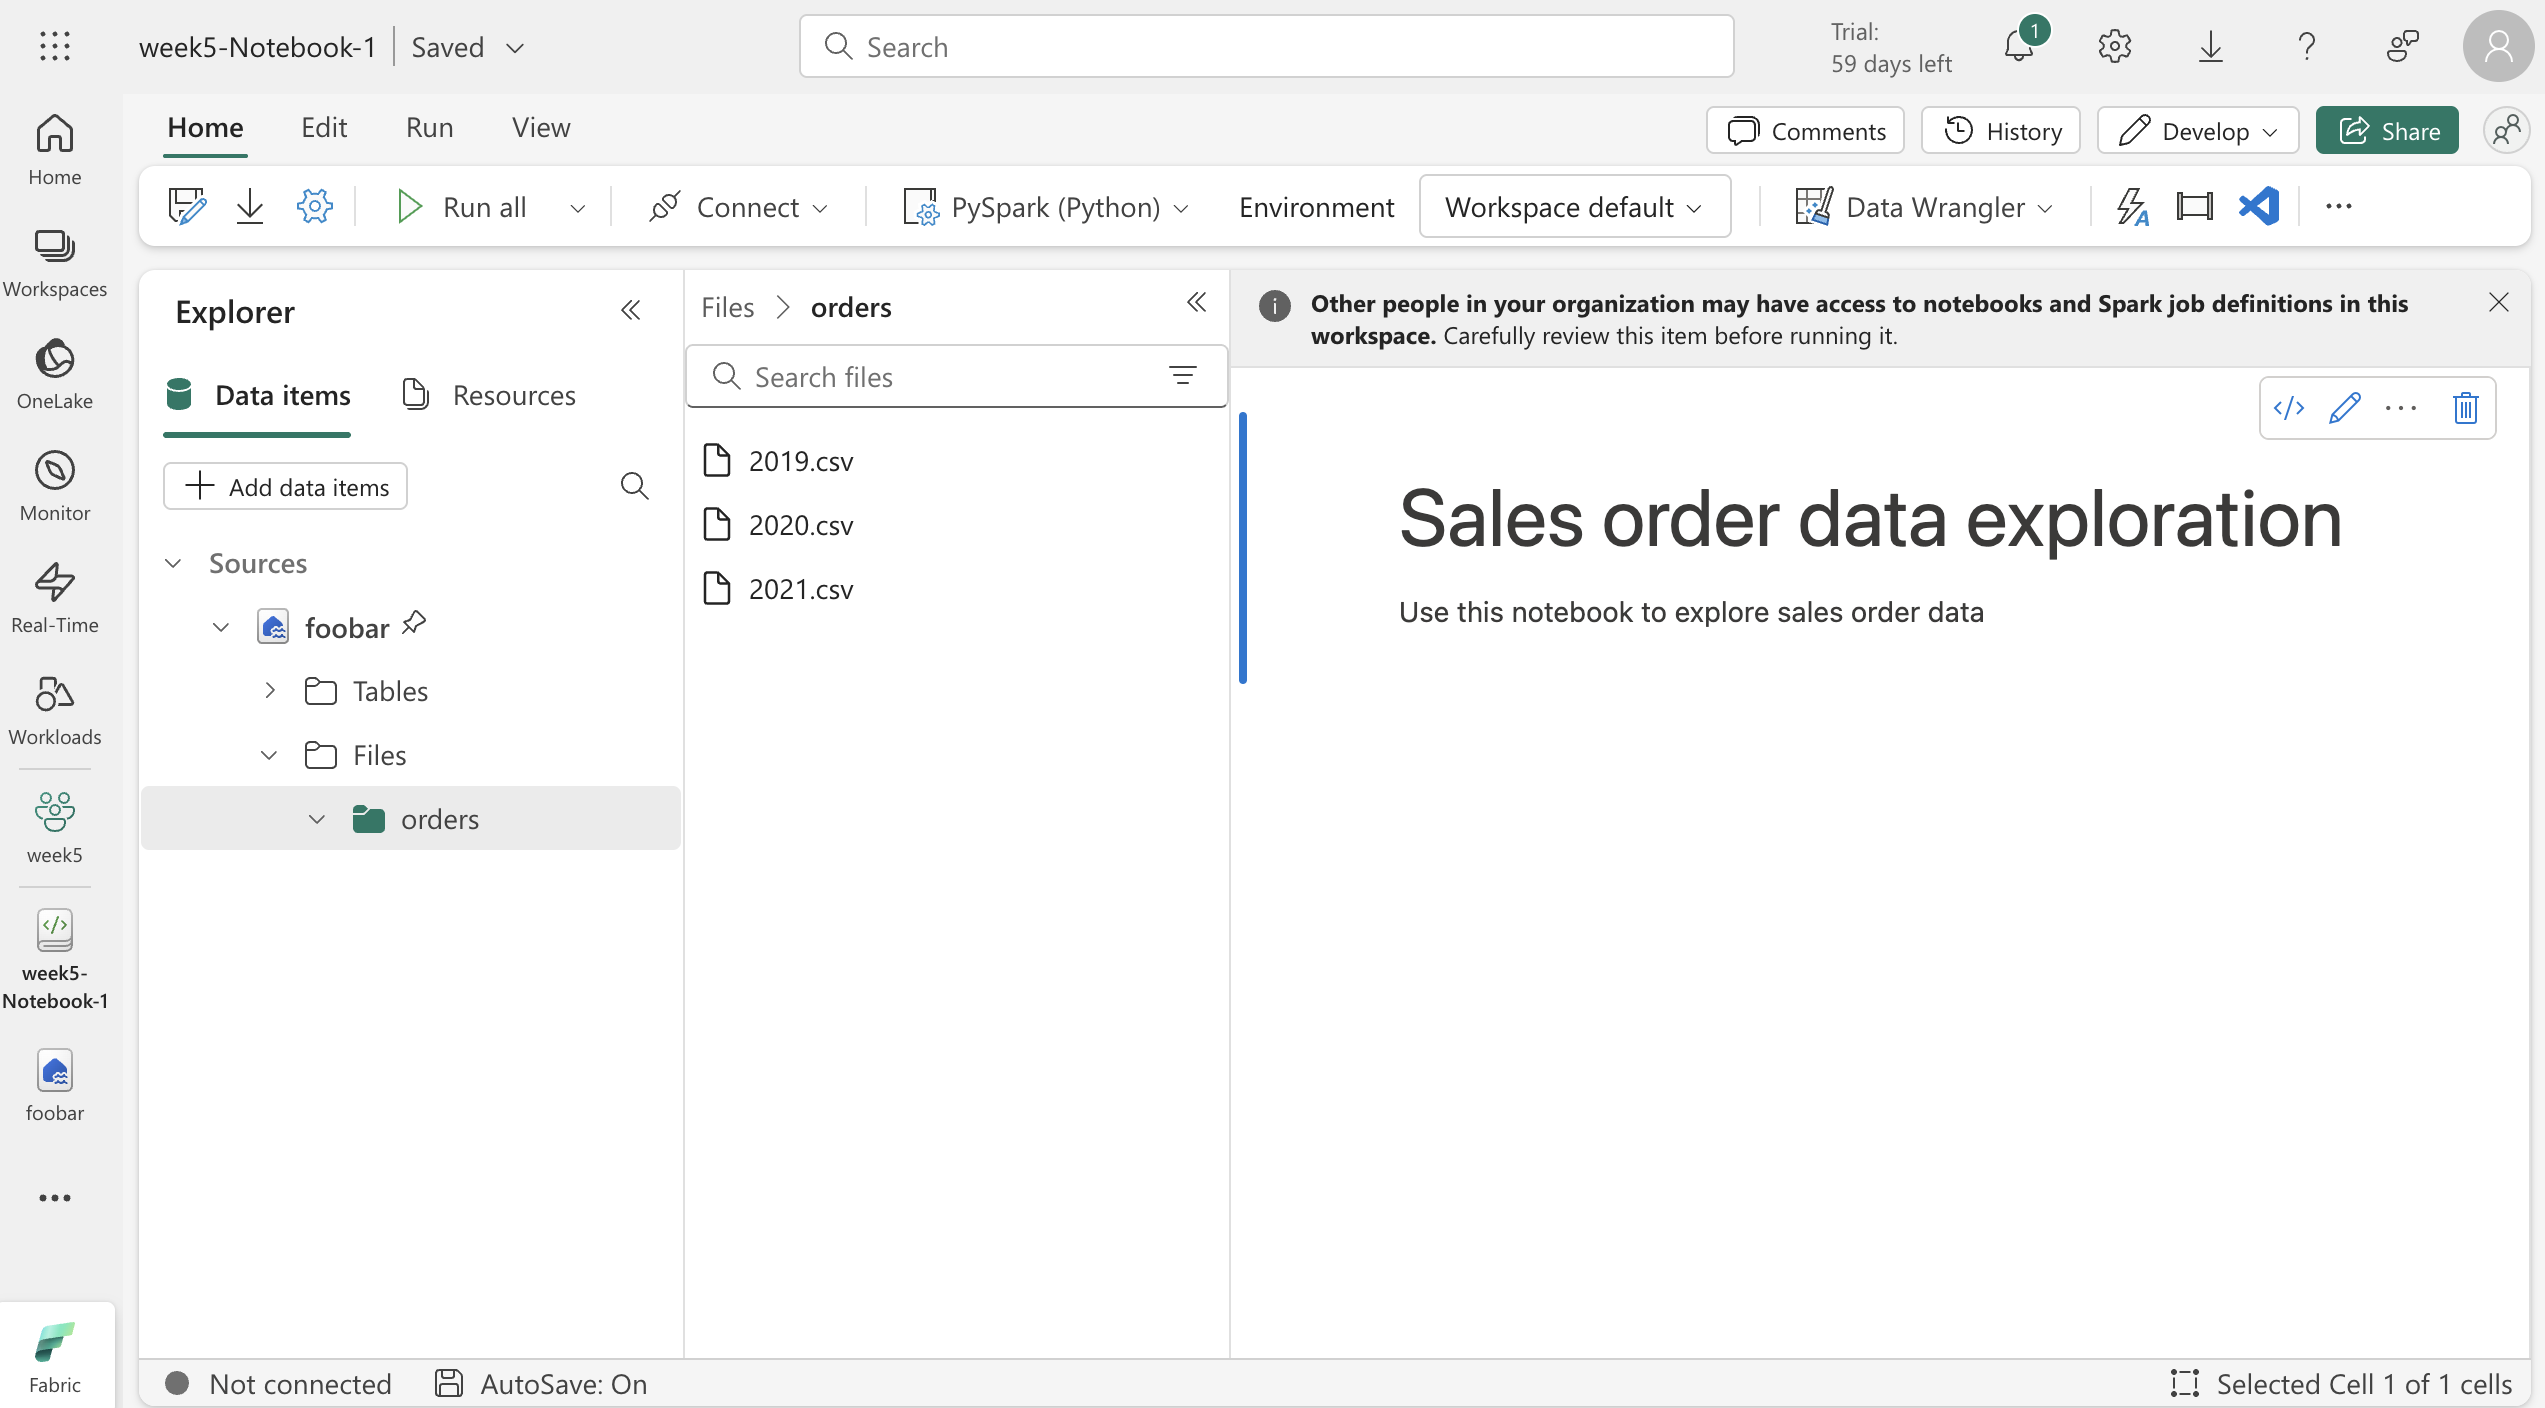 week5-Notebook-1
Saved
Search
Trial:
59 days left
1
Home
Edit
Run
View
Comments
History
Develop
Share
Run all
Connect
PySpark (Python)
Environment
Workspace default
Data Wrangler
Home
Workspaces
OneLake
Monitor
Real-Time
Workloads
week5
week5-
Notebook-1
foobar
Fabric
Explorer
Data items
Resources
Add data items
Sources
foobar
Tables
Files
orders
Files
orders
Search files
2019.csv
2020.csv
2021.csv
Other people in your organization may have access to notebooks and Spark job definitions in this
workspace. Carefully review this item before running it.
Sales order data exploration
Use this notebook to explore sales order data
Not connected
AutoSave: On
Selected Cell 1 of 1 cells